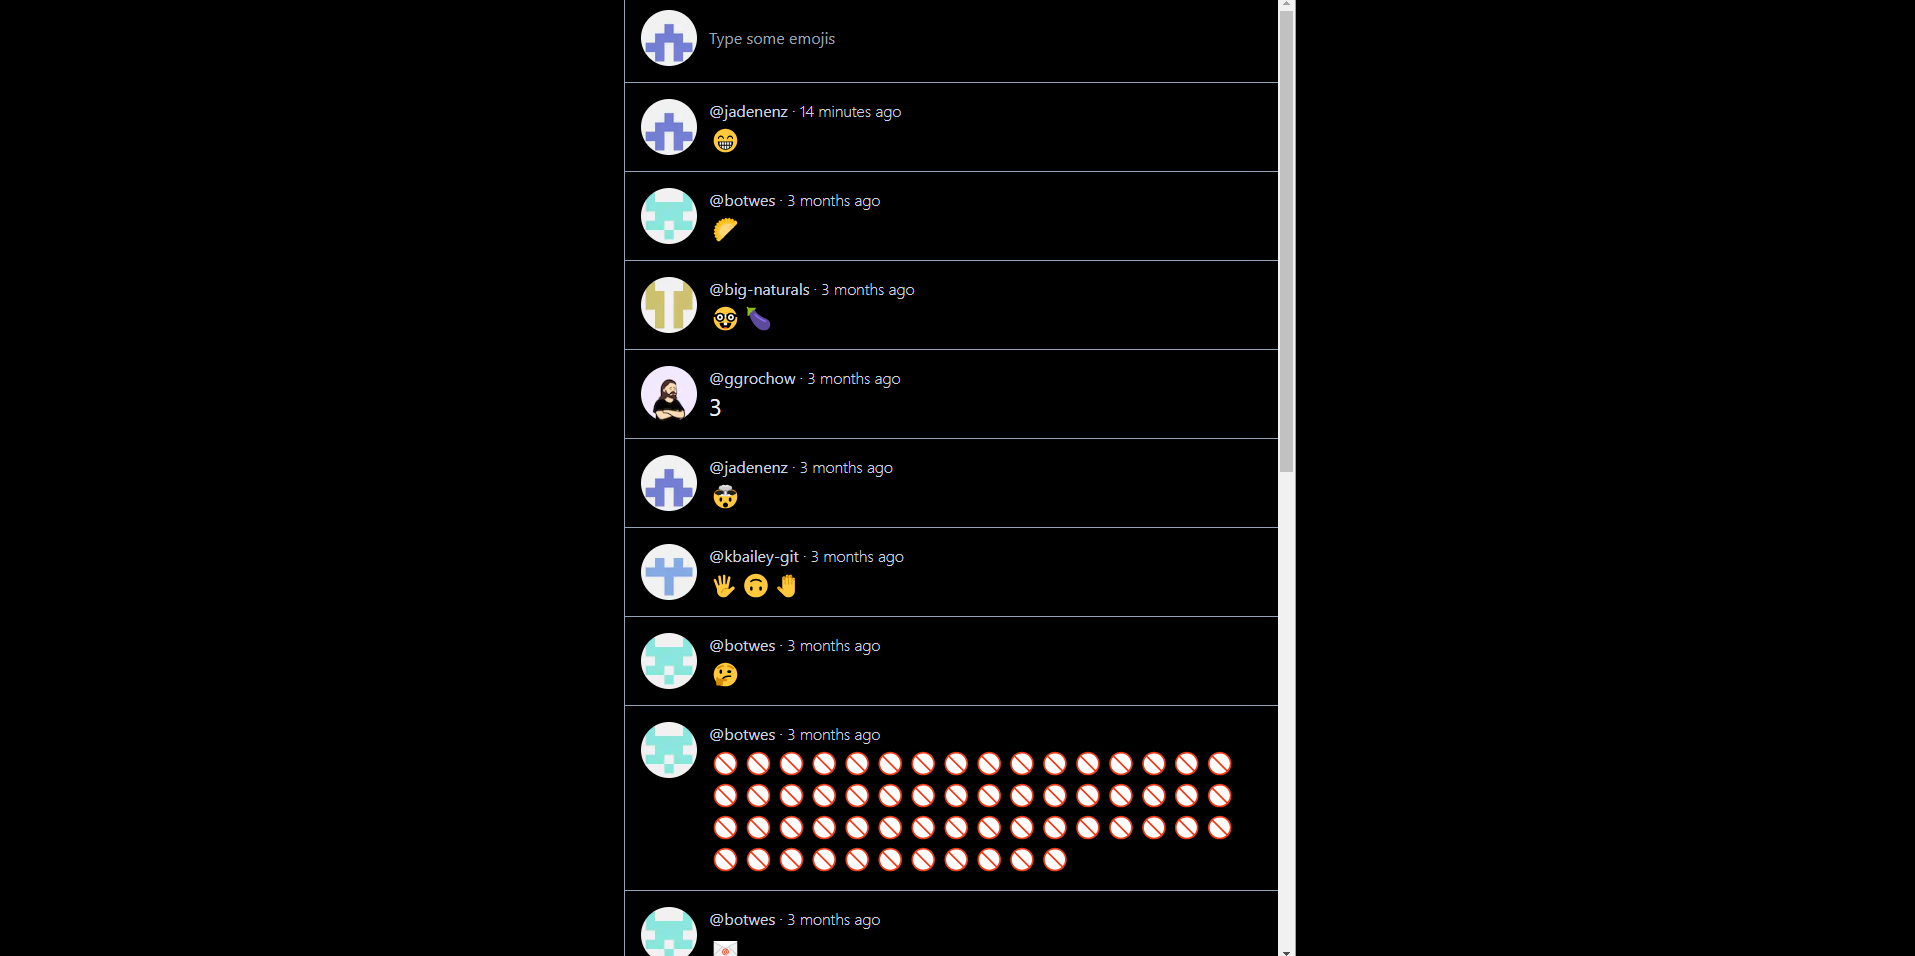 Type some emojis
@jadenenz · 14 minutes ago
😁
@botwes · 3 months ago
🥟
@big-naturals · 3 months ago
🤓 🍆
@ggrochow · 3 months ago
3
@jadenenz · 3 months ago
🤯
@kbailey-git · 3 months ago
🖐 🙃 🤚
@botwes · 3 months ago
🤔
@botwes · 3 months ago
🚫 🚫 🚫 🚫 🚫 🚫 🚫 🚫 🚫 🚫 🚫 🚫 🚫 🚫 🚫 🚫
🚫 🚫 🚫 🚫 🚫 🚫 🚫 🚫 🚫 🚫 🚫 🚫 🚫 🚫 🚫 🚫
🚫 🚫 🚫 🚫 🚫 🚫 🚫 🚫 🚫 🚫 🚫 🚫 🚫 🚫 🚫 🚫
🚫 🚫 🚫 🚫 🚫 🚫 🚫 🚫 🚫 🚫 🚫
@botwes · 3 months ago
📧